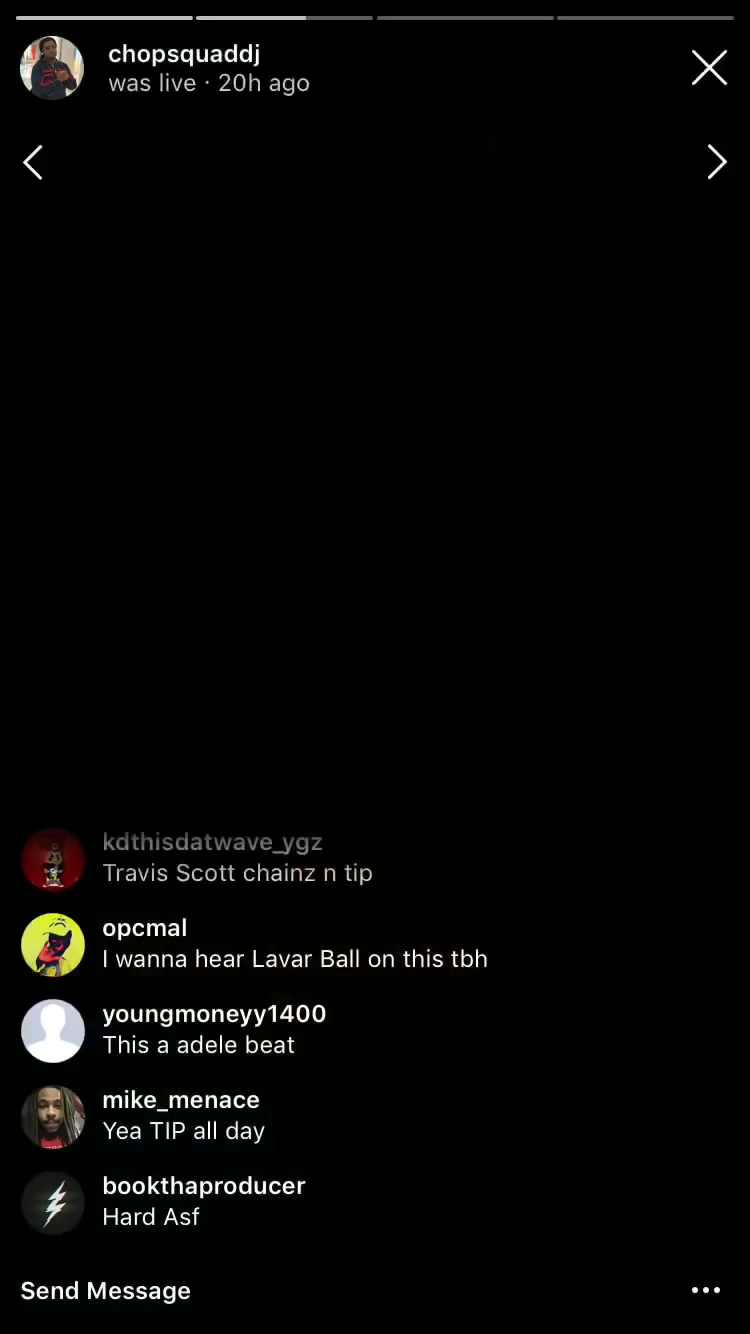 chopsquaddj
was live · 20h ago
kdthisdatwave_ygz
Travis Scott chainz n tip
opcmal
I wanna hear Lavar Ball on this tbh
youngmoneyy1400
This a adele beat
mike_menace
Yea TIP all day
bookthaproducer
Hard Asf
Send Message